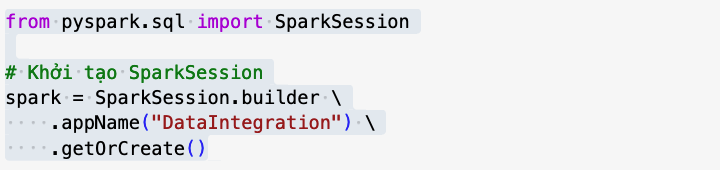 from pyspark.sql import SparkSession

# Khởi tạo SparkSession
spark = SparkSession.builder \
    .appName("DataIntegration") \
    .getOrCreate()